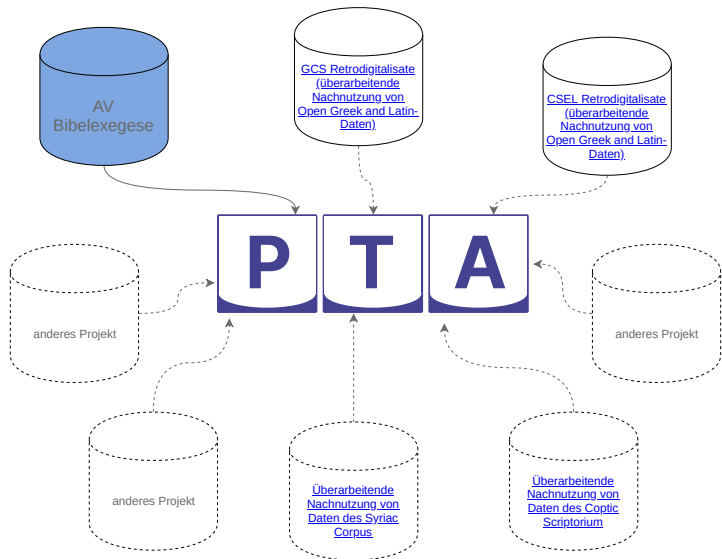 AV
Bibelexegese
GCS Retrodigitalisate
(überarbeitende
Nachnutzung von
Open Greek and Latin-
Daten)
CSEL Retrodigitalisate
(überarbeitende
Nachnutzung von
Open Greek and Latin-
Daten)
P T A
anderes Projekt
anderes Projekt
anderes Projekt
Überarbeitende
Nachnutzung von
Daten des Syriac
Corpus
Überarbeitende
Nachnutzung von
Daten des Coptic
Scriptorium